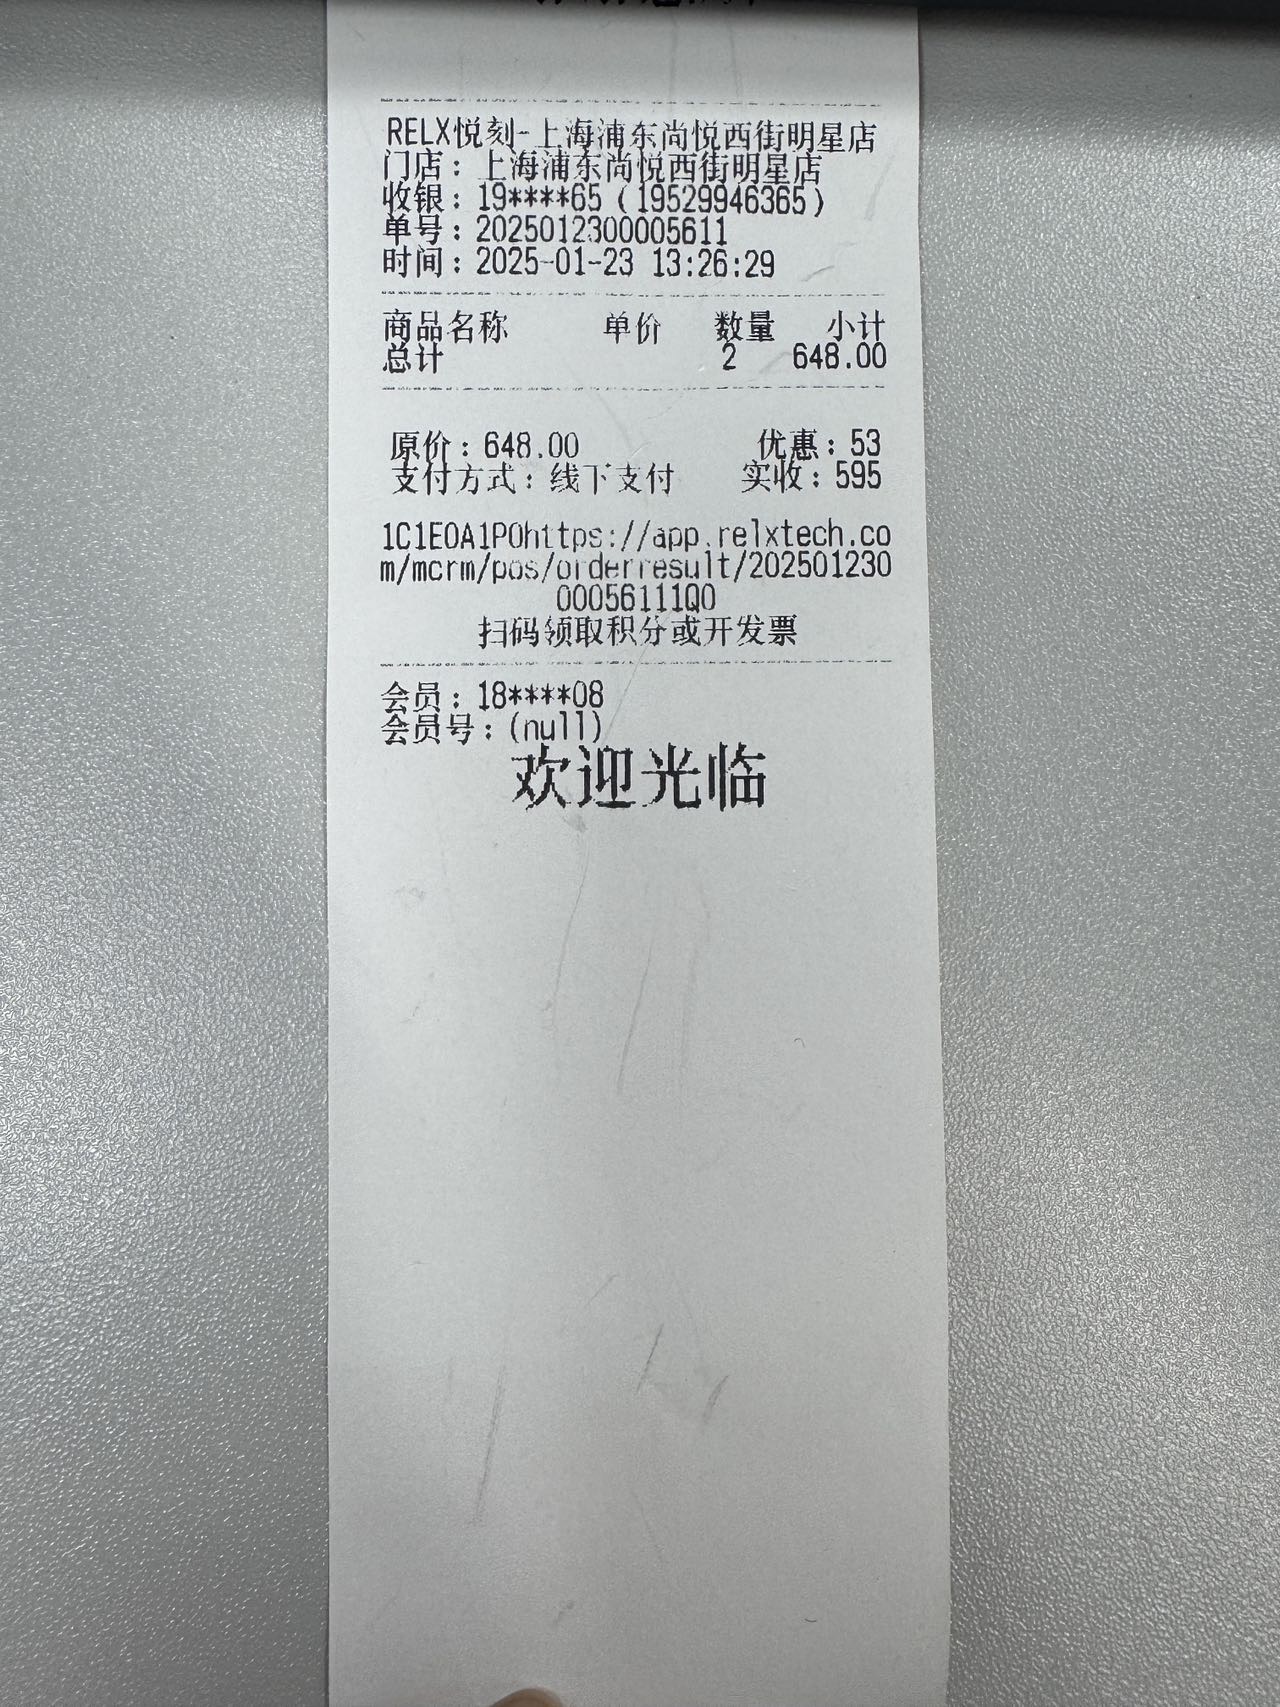 RELX悦刻-上海浦东尚悦西街明星店
门店：上海浦东尚悦西街明星店
收银：19****65（19529946365）
单号：2025012300005611
时间：2025-01-23 13:26:29
商品名称 单价 数量 小计
总计 2 648.00
原价：648.00 优惠：53
支付方式：线下支付 实收：595
1C1E0A1P0https://app.relxtech.co
m/mcrm/pos/orderresult/202501230
00056111Q0
扫码领取积分或开发票
会员：18****08
会员号：(null)
欢迎光临